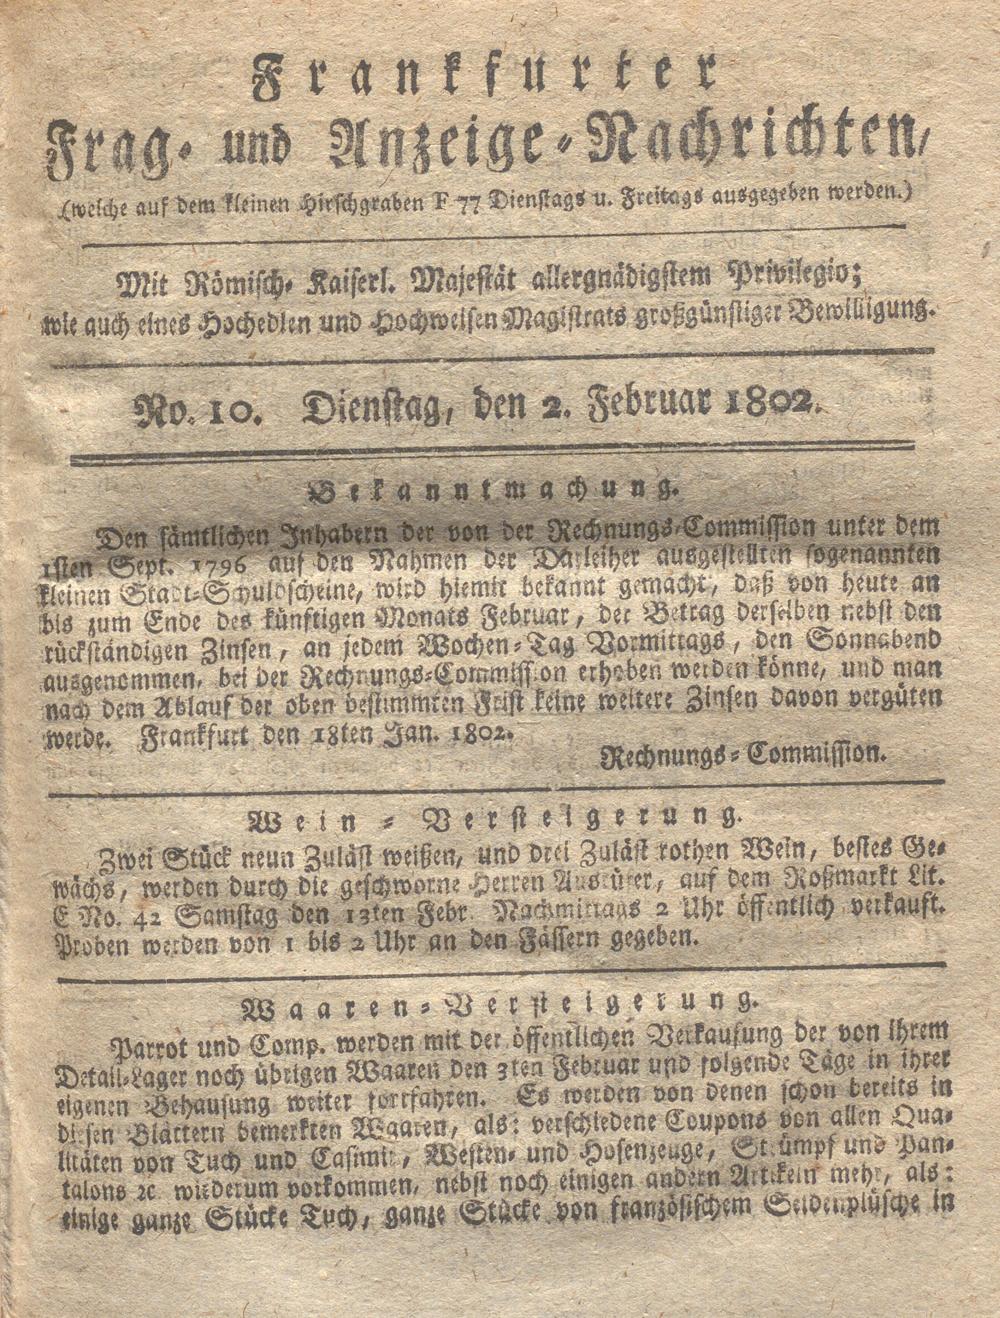 Frankfurter
Frag- und Anzeige-Nachrichten,
(welche auf dem kleinen Hirschgraben F 77 Dienstags u. Freitags ausgegeben werden.)
Mit Römisch- Kaiserl. Majestät allergnädigstem Privilegio;
wie auch eines Hochedlen und Hochweisen Magistrats großgünstiger Bewilligung.
No. 10. Dienstag, den 2. Februar 1802.
Bekanntmachung.
Den sämtlichen Inhabern der von der Rechnungs-Commission unter dem
1sten Sept. 1796 auf den Nahmen der Darleiher ausgestellten sogenannten
kleinen Stadt-Schuldscheine, wird hiemit bekannt gemacht, daß von heute an
bis zum Ende des künftigen Monats Februar, der Betrag derselben nebst den
rückständigen Zinsen, an jedem Wochen-Tag Vormittags, den Sonnabend
ausgenommen, bei der Rechnungs-Commission erhoben werden könne, und man
nach dem Ablauf der oben bestimmten Frist keine weitere Zinsen davon vergüten
werde. Frankfurt den 18ten Jan. 1802.
Rechnungs-Commission.
Wein-Versteigerung.
Zwei Stück neun Zuläst weißen, und drei Zuläst rothen Wein, bestes Ge-
wächs, werden durch die geschworne Herren Ausrüfer, auf dem Roßmarkt Lit.
E No. 42 Samstag den 13ten Febr. Nachmittags 2 Uhr öffentlich verkauft.
Proben werden von 1 bis 2 Uhr an den Fässern gegeben.
Waaren-Versteigerung.
Parrot und Comp. werden mit der öffentlichen Verkaufung der von ihrem
Detail-Lager noch übrigen Waaren den 3ten Februar und folgende Täge in ihrer
eigenen Behausung weiter fortfahren. Es werden von denen schon bereits in
diesen Blättern bemerkten Waaren, als: verschiedene Coupons von allen Qua-
litäten von Tuch und Casimir, Westen- und Hosenzeuge, Strümpf und Pan-
talons ꝛc. wiederum vorkommen, nebst noch einigen andern Artikeln mehr, als:
einige ganze Stücke Tuch, ganze Stücke von französischem Seidenplüsche in